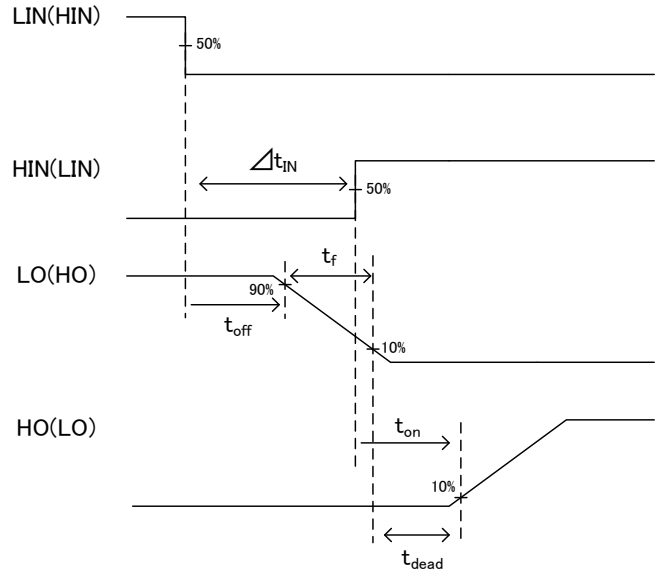 LIN(HIN)
50%
⊿tIN
HIN(LIN)
50%
tf
LO(HO)
90%
toff
10%
HO(LO)
ton
10%
tdead